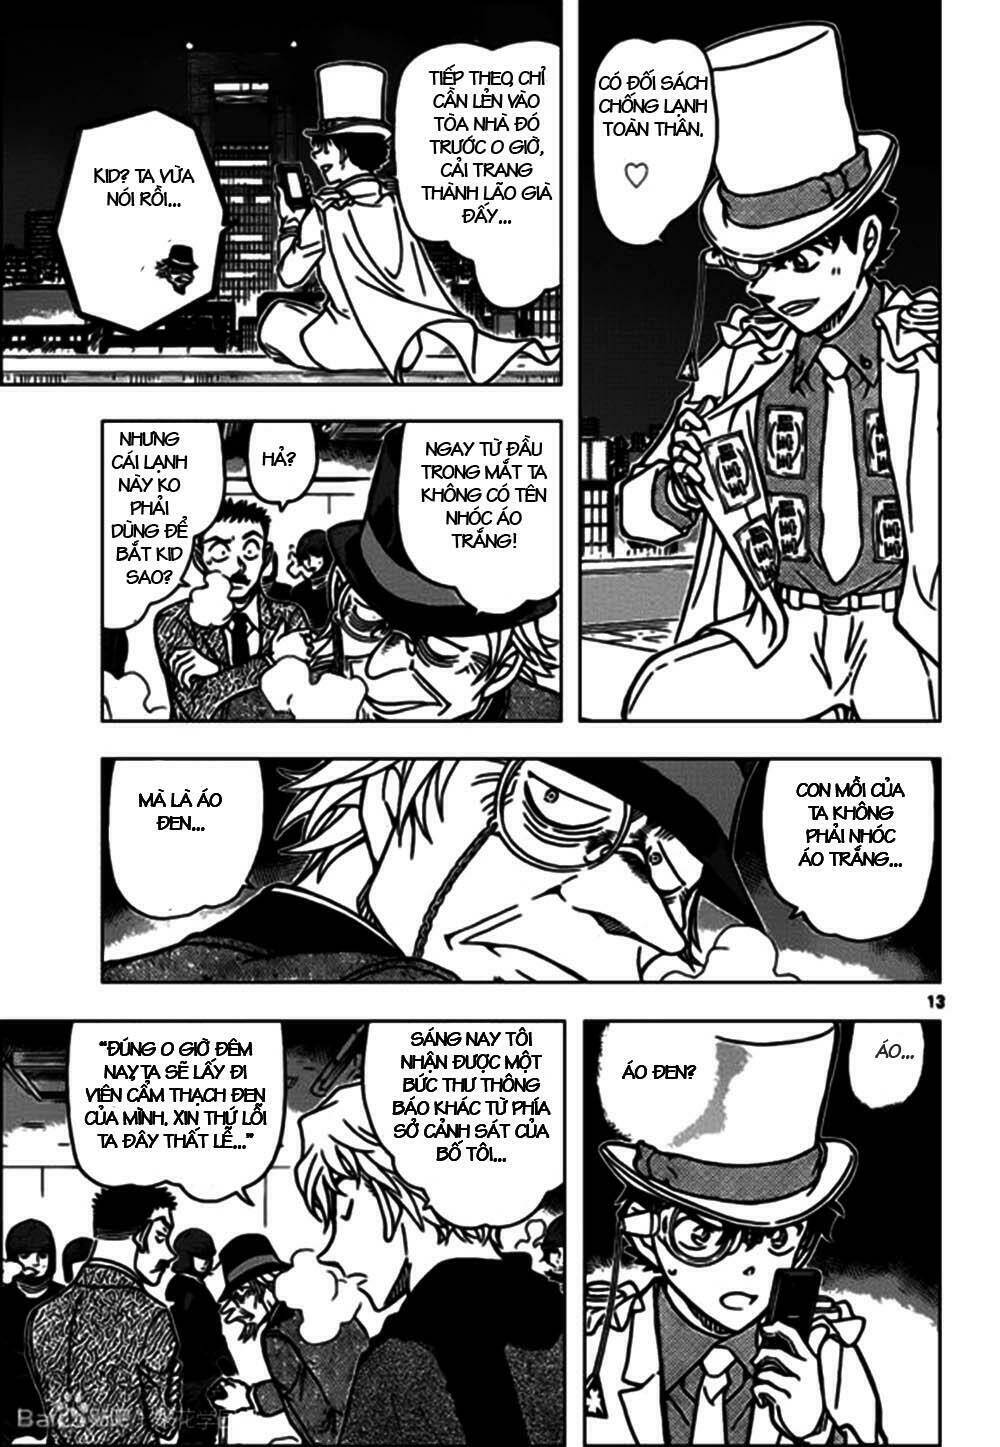 CÓ ĐỐI SÁCH
CHỐNG LẠNH
TOÀN THÂN.
♡
TIẾP THEO, CHỈ
CẦN LẺN VÀO
TÒA NHÀ ĐÓ
TRƯỚC O GIỜ,
CẢI TRANG
THÀNH LÃO GIÀ
ĐẤY...
KID? TA VỪA
NÓI RỒI...
NGAY TỪ ĐẦU
TRONG MẮT TA
KHÔNG CÓ TÊN
NHÓC ÁO
TRẮNG!
HẢ?
NHƯNG
CÁI LẠNH
NÀY KO
PHẢI
DÙNG ĐỂ
BẮT KID
SAO?
CON MỒI CỦA
TA KHÔNG
PHẢI NHÓC
ÁO TRẮNG...
MÀ LÀ ÁO
ĐEN...
13
ÁO...
ÁO ĐEN?
SÁNG NAY TÔI
NHẬN ĐƯỢC MỘT
BỨC THƯ THÔNG
BÁO KHÁC TỪ PHÍA
SỞ CẢNH SÁT CỦA
BỐ TÔI...
"ĐÚNG O GIỜ ĐÊM
NAY, TA SẼ LẤY ĐI
VIÊN CẨM THẠCH ĐEN
CỦA MÌNH. XIN THỨ LỖI
TA ĐÂY THẤT LỄ..."